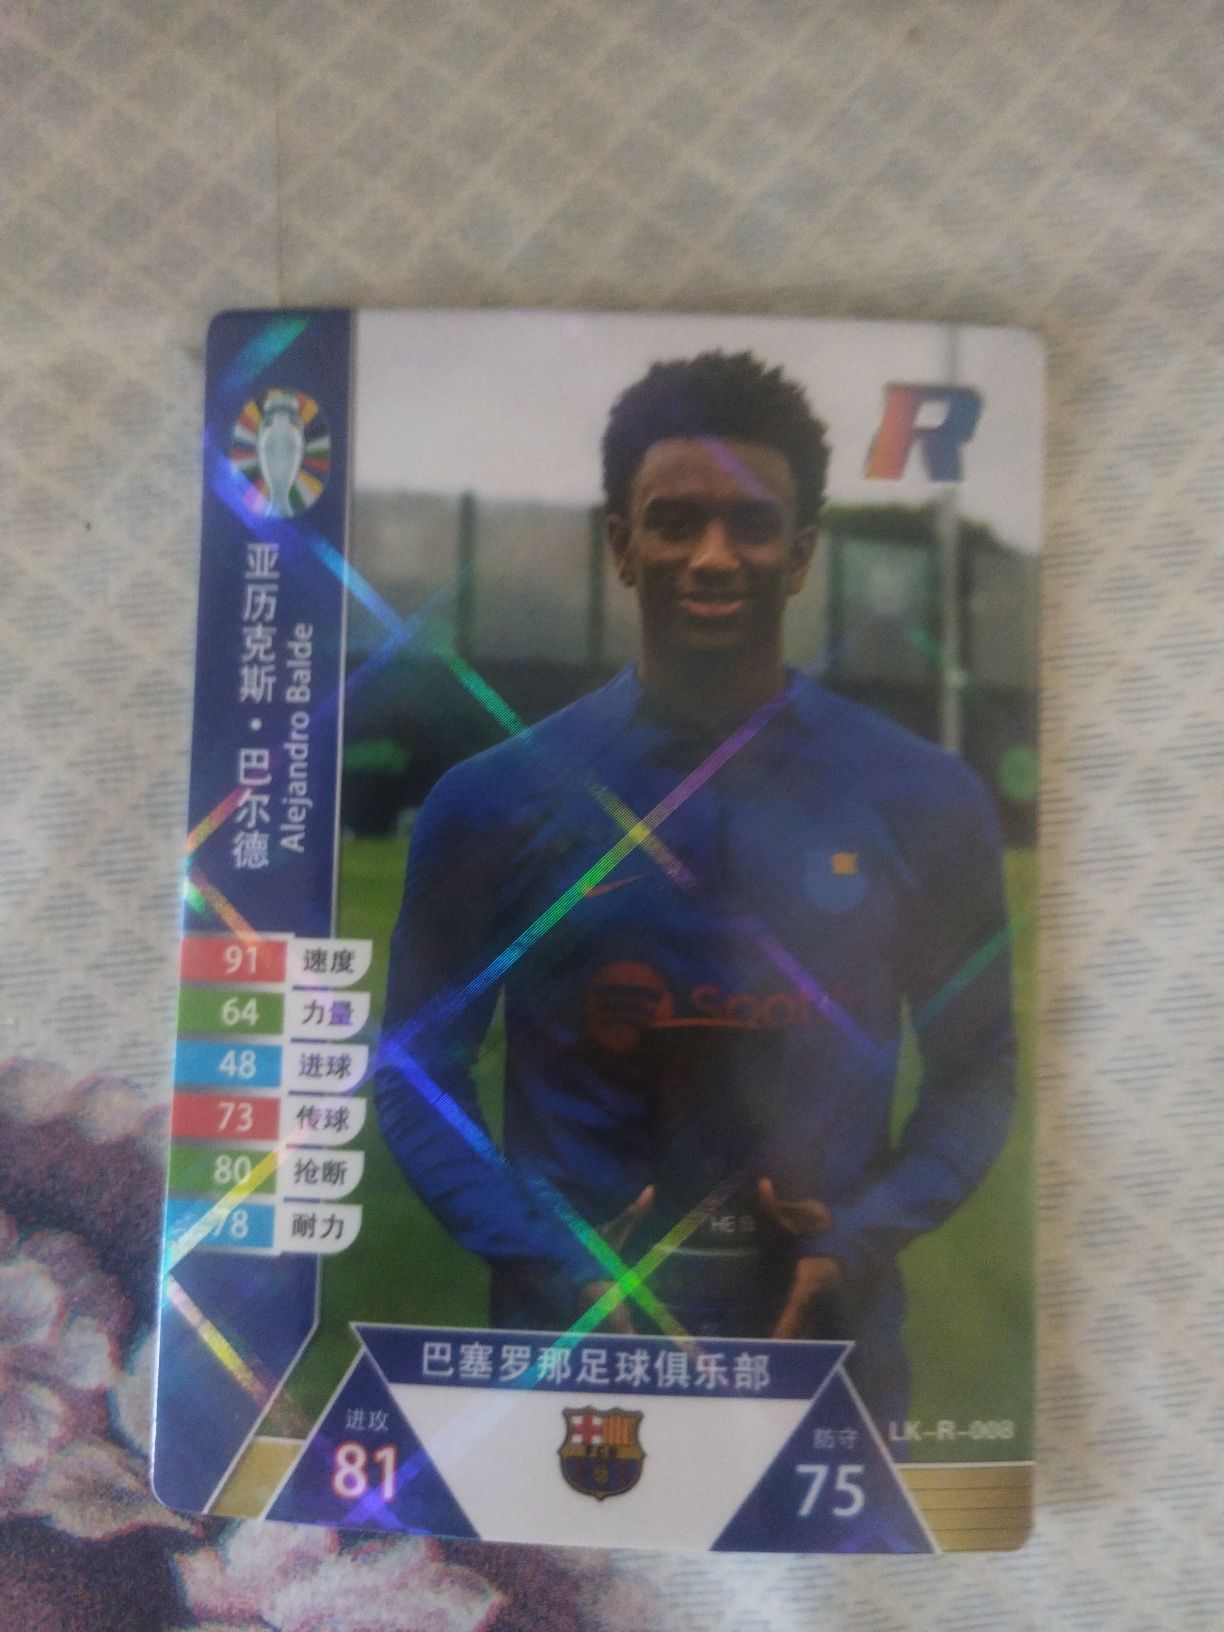 R
亚历克斯·巴尔德
Alejandro Balde
91 速度
64 力量
48 进球
73 传球
80 抢断
78 耐力
巴塞罗那足球俱乐部
进攻
81
防守
75
LK-R-008